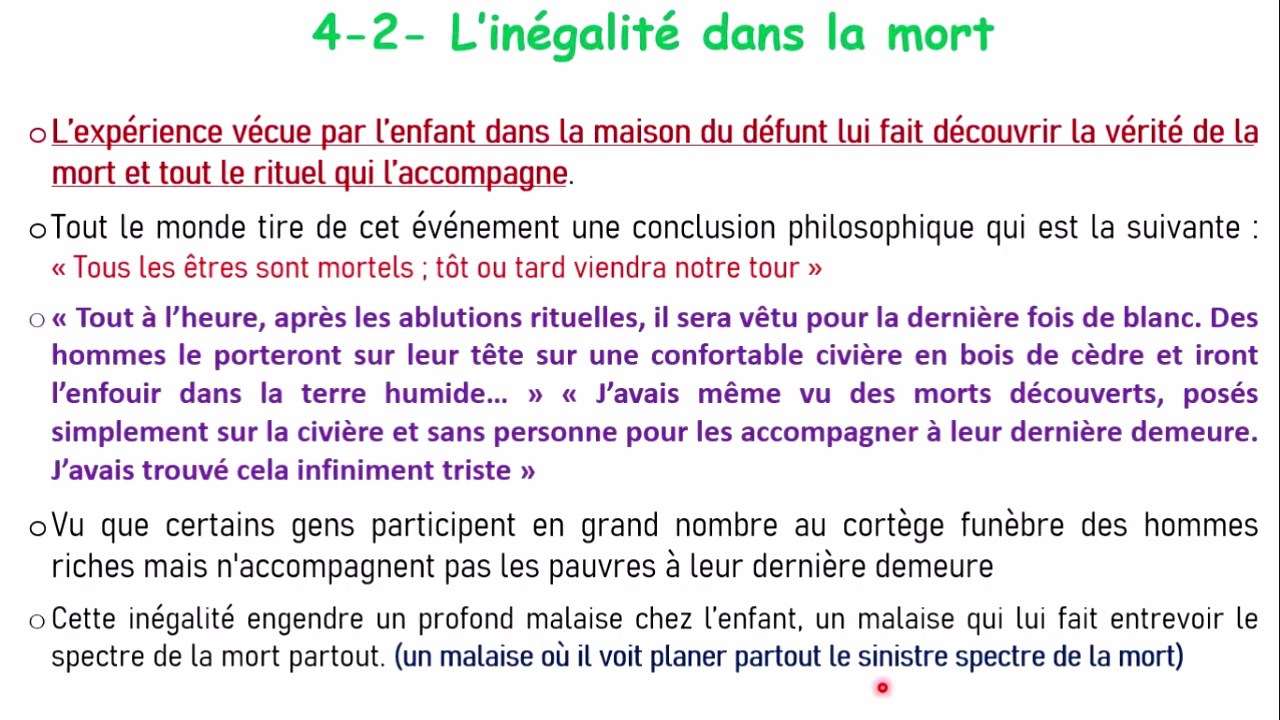 4-2- L'inégalité dans la mort
o L'expérience vécue par l'enfant dans la maison du défunt lui fait découvrir la vérité de la
mort et tout le rituel qui l'accompagne.
o Tout le monde tire de cet événement une conclusion philosophique qui est la suivante :
« Tous les êtres sont mortels ; tôt ou tard viendra notre tour »
o « Tout à l'heure, après les ablutions rituelles, il sera vêtu pour la dernière fois de blanc. Des
hommes le porteront sur leur tête sur une confortable civière en bois de cèdre et iront
l'enfouir dans la terre humide... » « J'avais même vu des morts découverts, posés
simplement sur la civière et sans personne pour les accompagner à leur dernière demeure.
J'avais trouvé cela infiniment triste »
o Vu que certains gens participent en grand nombre au cortège funèbre des hommes
riches mais n'accompagnent pas les pauvres à leur dernière demeure
o Cette inégalité engendre un profond malaise chez l'enfant, un malaise qui lui fait entrevoir le
spectre de la mort partout. (un malaise où il voit planer partout le sinistre spectre de la mort)